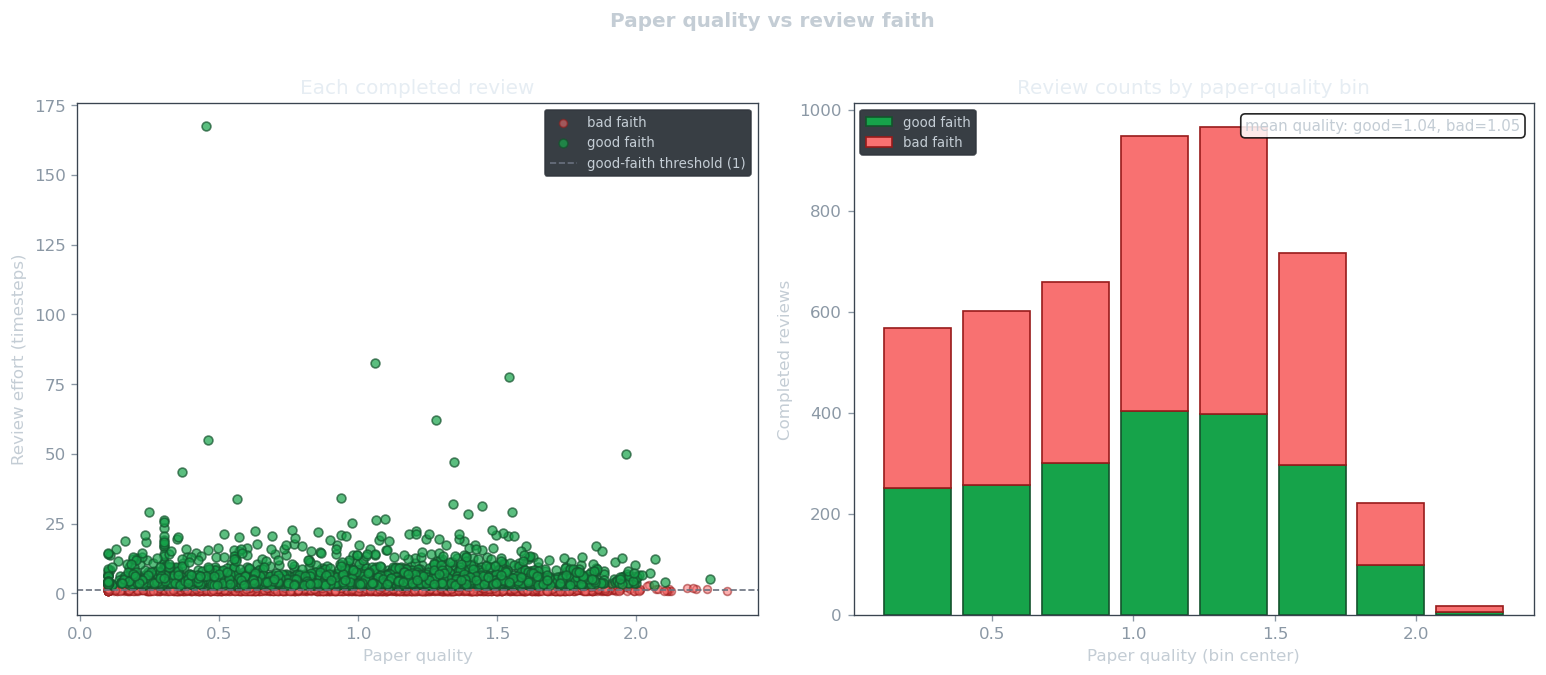 Paper quality vs review faith
Each completed review
175
150
125
100
75
50
25
0
Review effort (timesteps)
bad faith
good faith
good-faith threshold (1)
0.0
0.5
1.0
1.5
2.0
Paper quality
Review counts by paper-quality bin
1000
800
600
400
200
0
Completed reviews
good faith
bad faith
mean quality: good=1.04, bad=1.05
0.5
1.0
1.5
2.0
Paper quality (bin center)